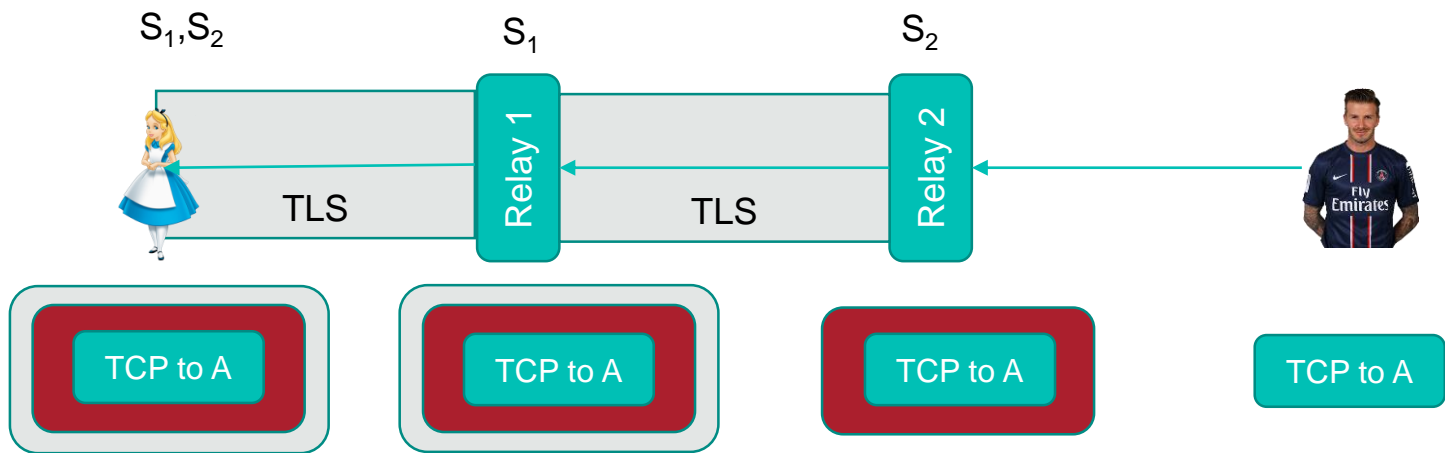 S₁,S₂
S₁
S₂
TLS
Relay 1
TLS
Relay 2
Fly
Emirates
TCP to A
TCP to A
TCP to A
TCP to A